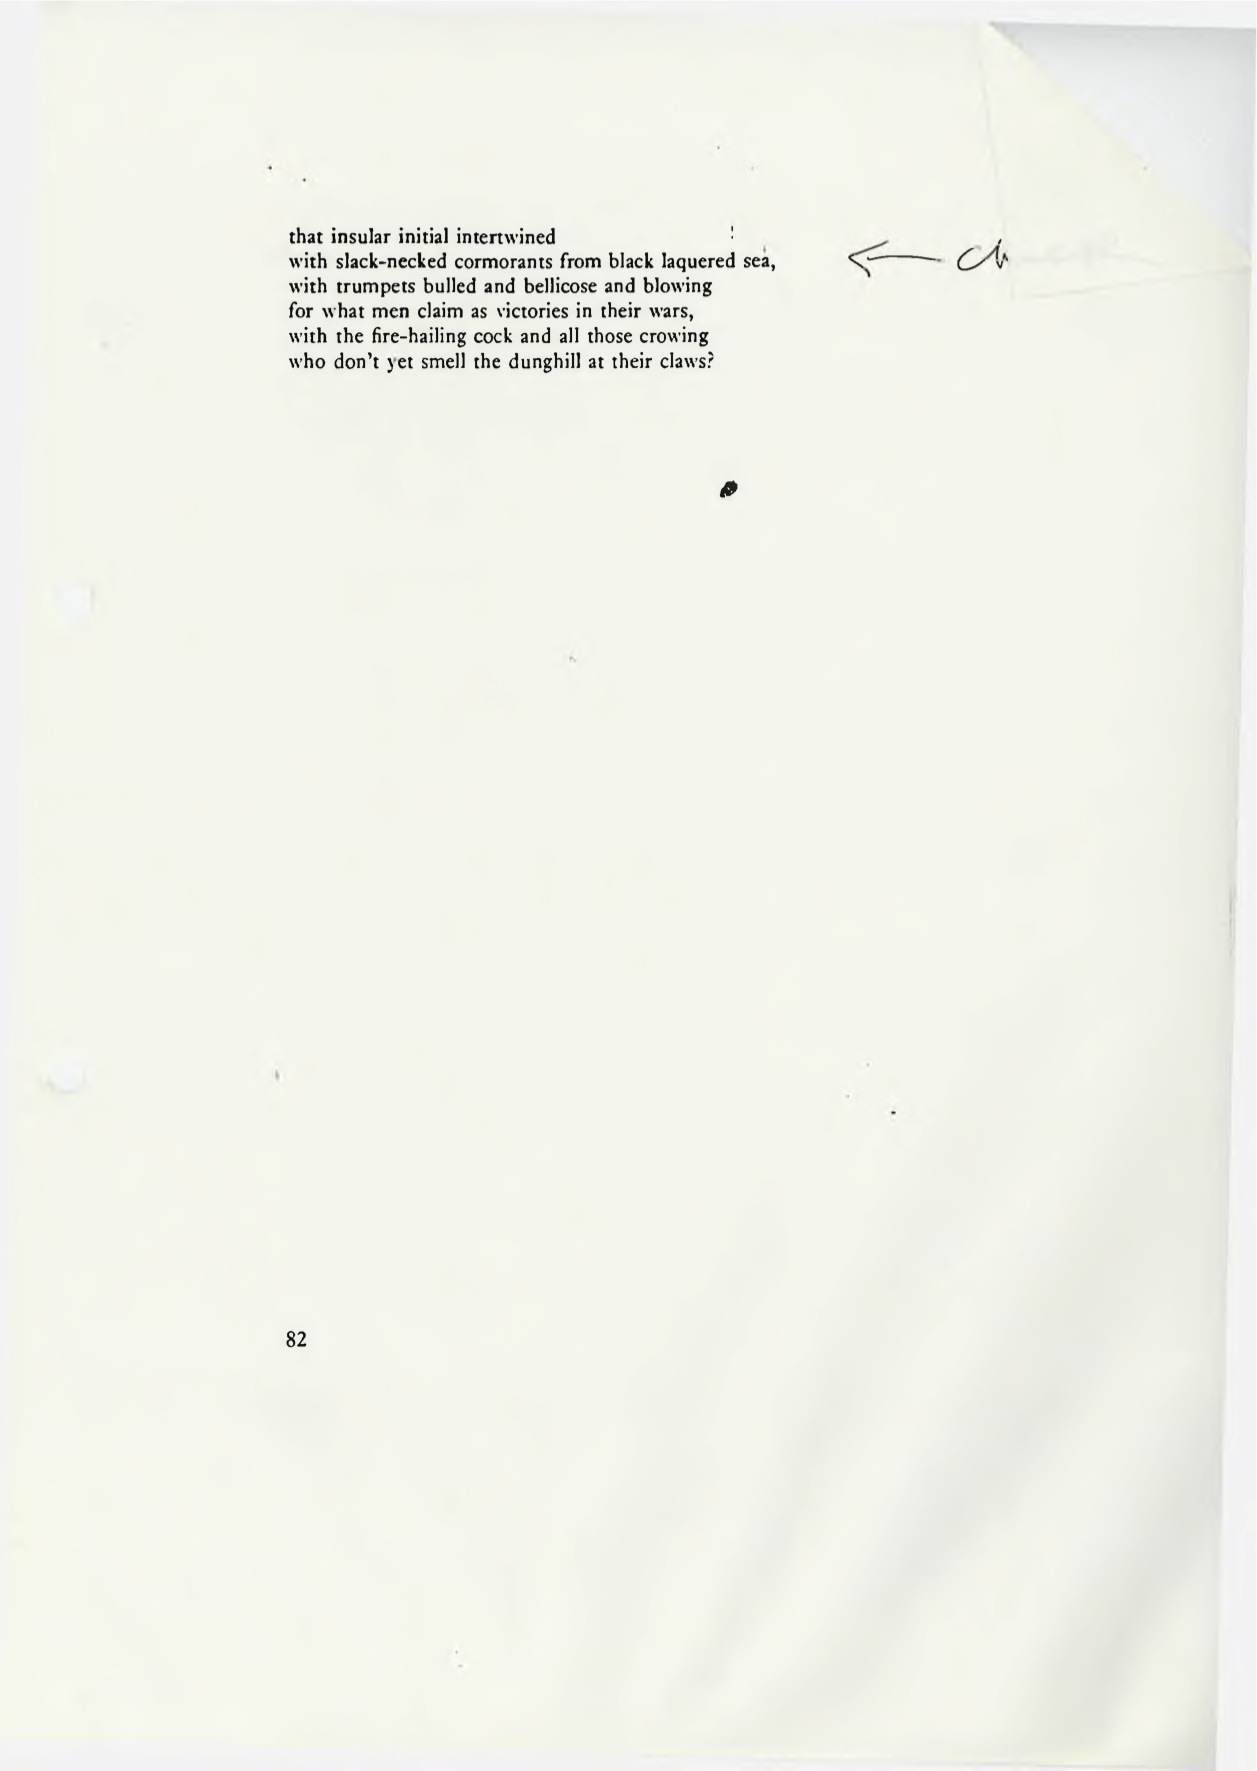 that insular initial intertwined
with slack-necked cormorants from black laquered sea,
with trumpets bulled and bellicose and blowing
for what men claim as victories in their wars,
with the fire-hailing cock and all those crowing
who don't yet smell the dunghill at their claws?
82